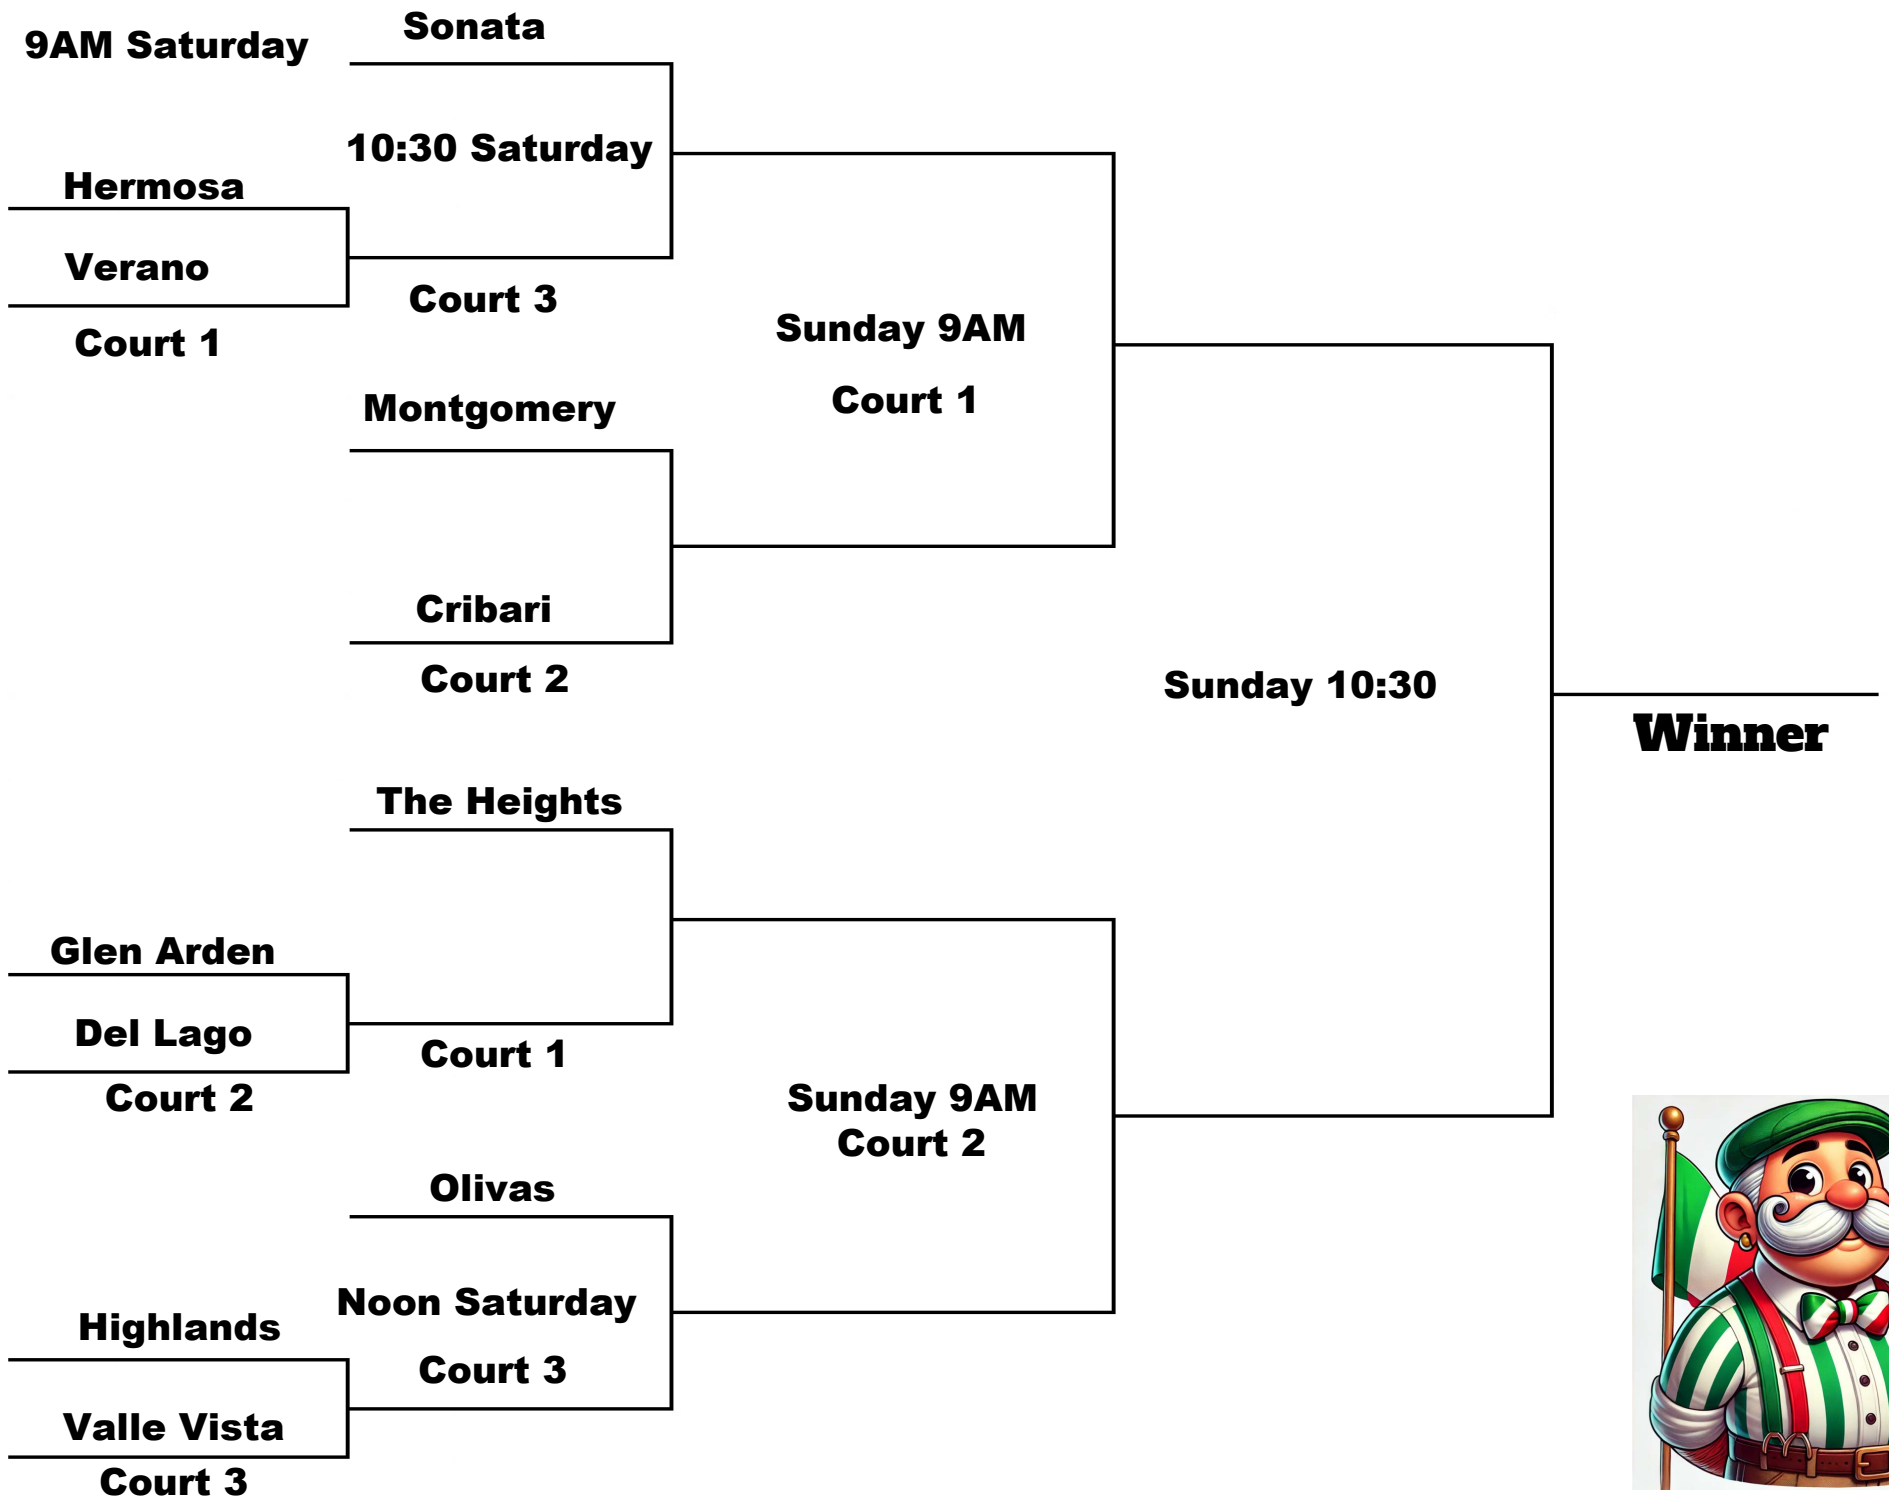 9AM Saturday
Sonata
10:30 Saturday
Hermosa
Verano
Court 3
Court 1
Sunday 9AM
Court 1
Montgomery
Cribari
Court 2
Sunday 10:30
Winner
The Heights
Glen Arden
Del Lago
Court 1
Court 2
Sunday 9AM
Court 2
Olivas
Noon Saturday
Highlands
Court 3
Valle Vista
Court 3